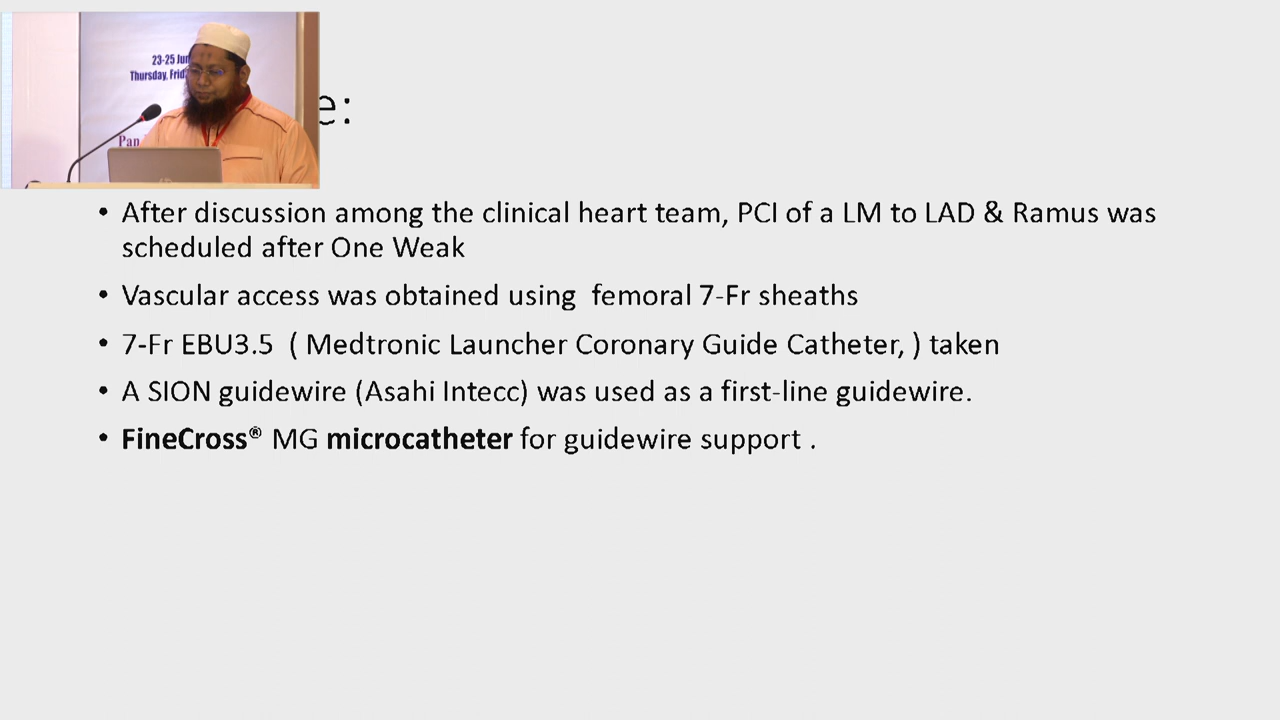 23-25 Jun
Thursday, Frid
Pan
e:
• After discussion among the clinical heart team, PCI of a LM to LAD & Ramus was
scheduled after One Weak
• Vascular access was obtained using femoral 7-Fr sheaths
• 7-Fr EBU3.5 ( Medtronic Launcher Coronary Guide Catheter, ) taken
• A SION guidewire (Asahi Intecc) was used as a first-line guidewire.
• FineCross® MG microcatheter for guidewire support .